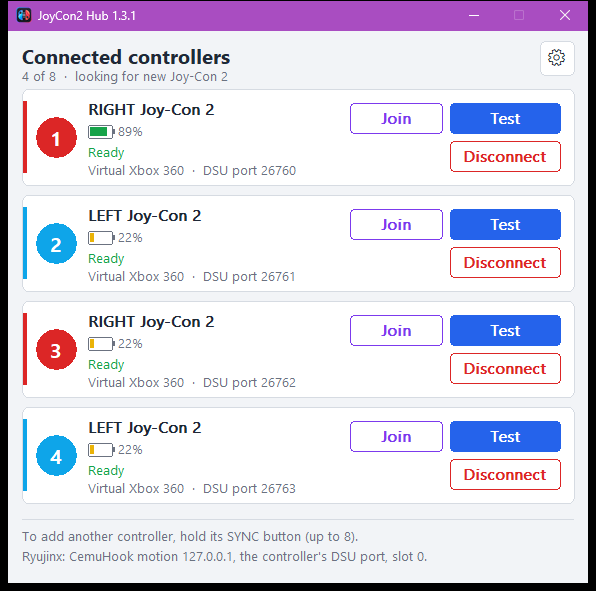 JoyCon2 Hub 1.3.1
Connected controllers
4 of 8 · looking for new Joy-Con 2
1
RIGHT Joy-Con 2
89%
Ready
Virtual Xbox 360 · DSU port 26760
Join
Test
Disconnect
2
LEFT Joy-Con 2
22%
Ready
Virtual Xbox 360 · DSU port 26761
Join
Test
Disconnect
3
RIGHT Joy-Con 2
22%
Ready
Virtual Xbox 360 · DSU port 26762
Join
Test
Disconnect
4
LEFT Joy-Con 2
22%
Ready
Virtual Xbox 360 · DSU port 26763
Join
Test
Disconnect
To add another controller, hold its SYNC button (up to 8).
Ryujinx: CemuHook motion 127.0.0.1, the controller's DSU port, slot 0.